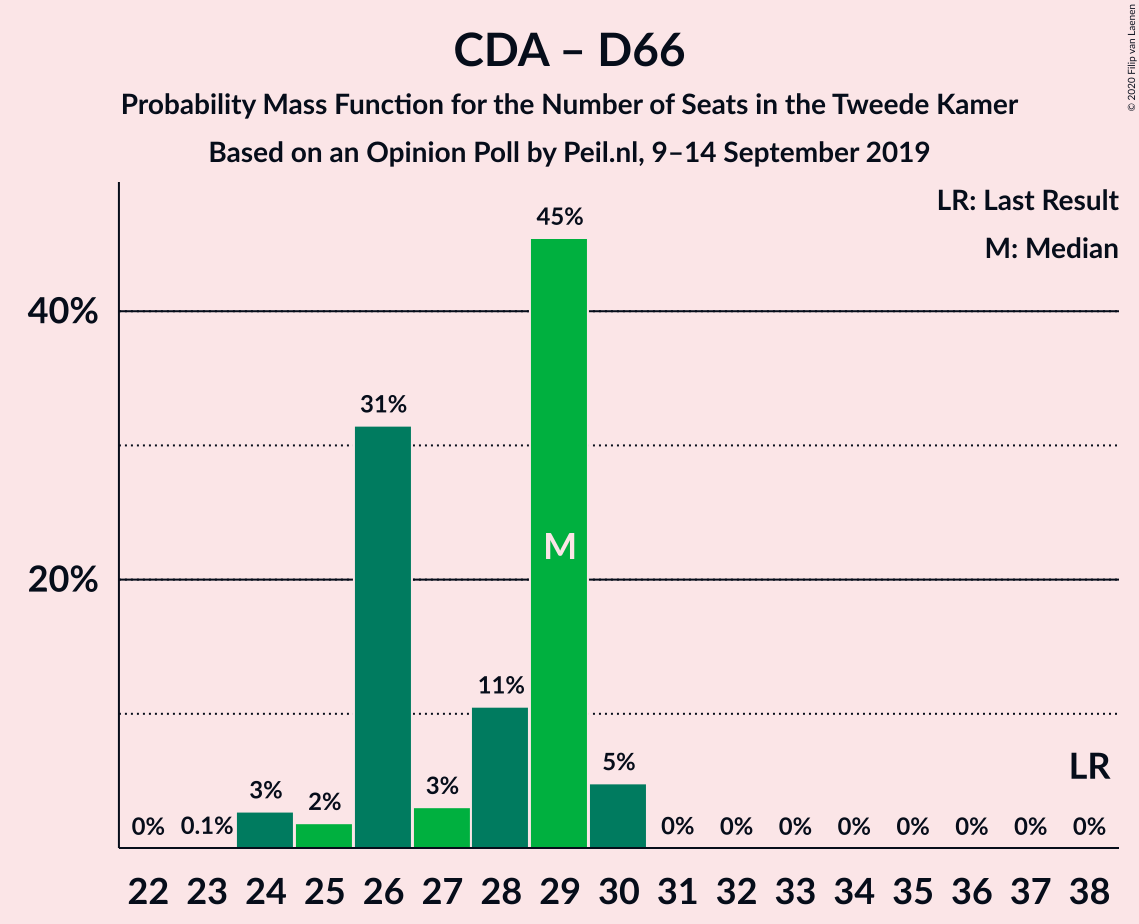 CDA – D66
Probability Mass Function for the Number of Seats in the Tweede Kamer
Based on an Opinion Poll by Peil.nl, 9–14 September 2019
© 2020 Filip van Laenen
LR: Last Result
M: Median
40%
20%
0% 0.1% 3% 2% 31% 3% 11% 45% 5% 0% 0% 0% 0% 0% 0% 0% 0%
M
LR
22 23 24 25 26 27 28 29 30 31 32 33 34 35 36 37 38